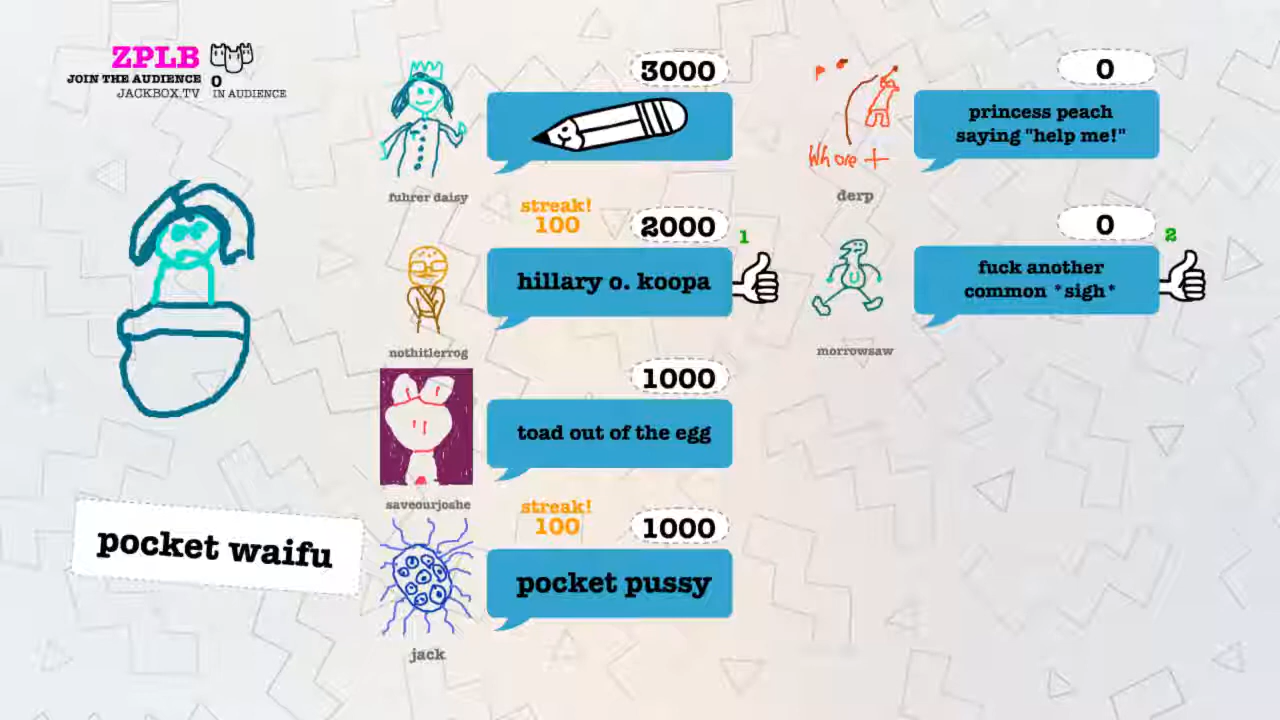 ZPLB
JOIN THE AUDIENCE
JACKBOX.TV
0
IN AUDIENCE
pocket waifu
3000
fuhrer daisy
streak!
100
2000
1
hillary o. koopa
nothitlerrog
1000
toad out of the egg
saveourjoshe
streak!
100
1000
pocket pussy
jack
0
princess peach
saying "help me!"
Whore +
derp
0
2
fuck another
common *sigh*
morrowsaw